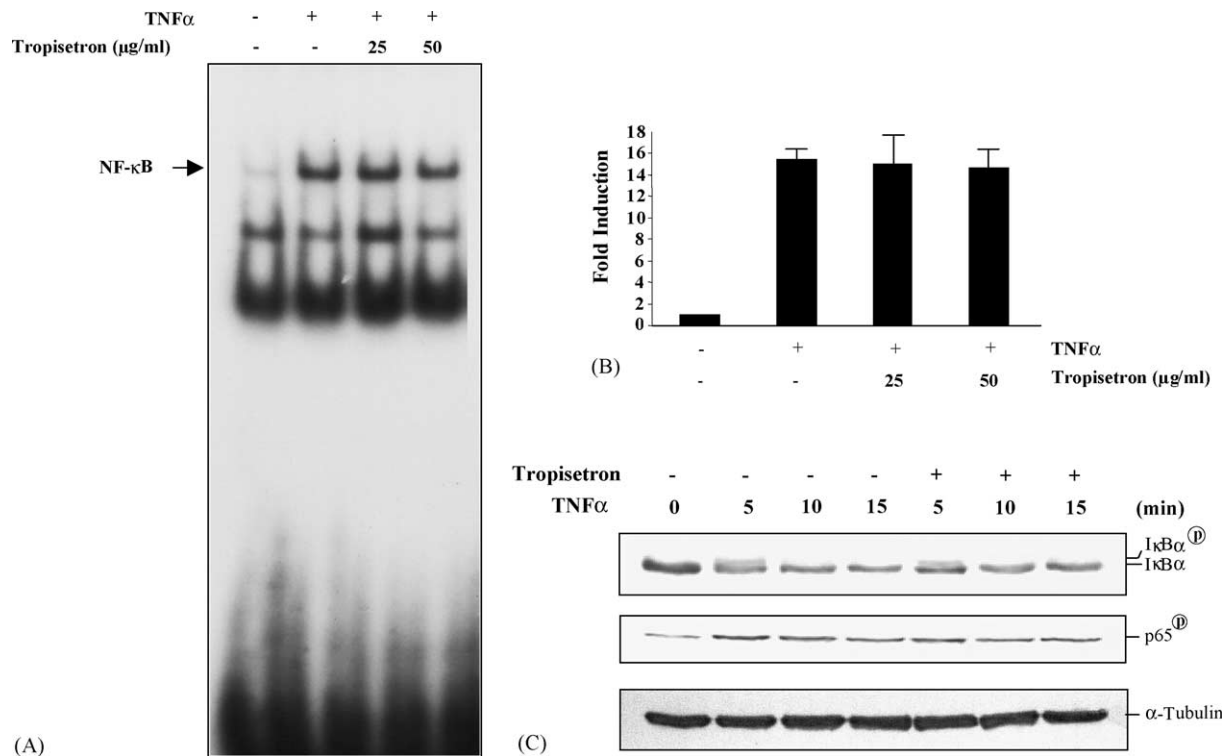 TNFα - + + +
Tropisetron (µg/ml) - - 25 50
NF-κB
(A)
18
16
14
12
10
8
6
4
2
0
Fold Induction
- + + + TNFα
- - 25 50 Tropisetron (µg/ml)
(B)
Tropisetron - - - - + + +
TNFα 0 5 10 15 5 10 15 (min)
IκBα ⓟ
IκBα
p65 ⓟ
α-Tubulin
(C)